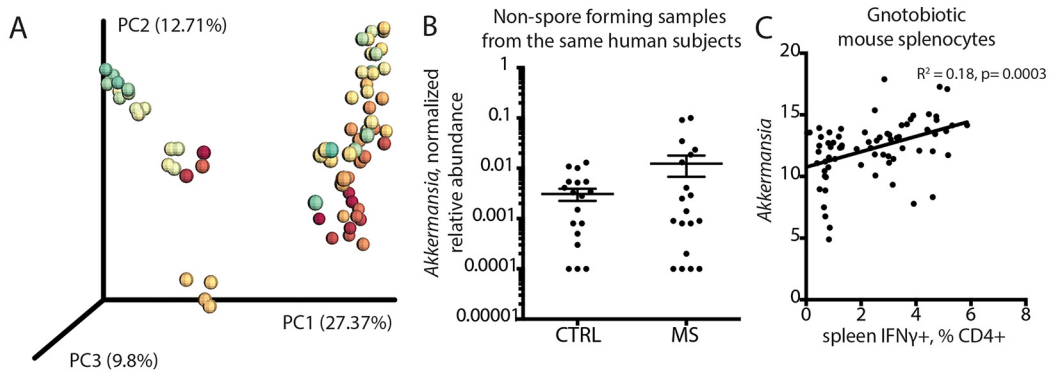 A
PC2 (12.71%)
PC1 (27.37%)
PC3 (9.8%)
B
Non-spore forming samples
from the same human subjects
Akkermansia, normalized
relative abundance
1
0.1
0.01
0.001
0.0001
0.00001
CTRL
MS
C
Gnotobiotic
mouse splenocytes
R² = 0.18, p= 0.0003
Akkermansia
20
15
10
5
0
0 2 4 6 8
spleen IFNγ+, % CD4+